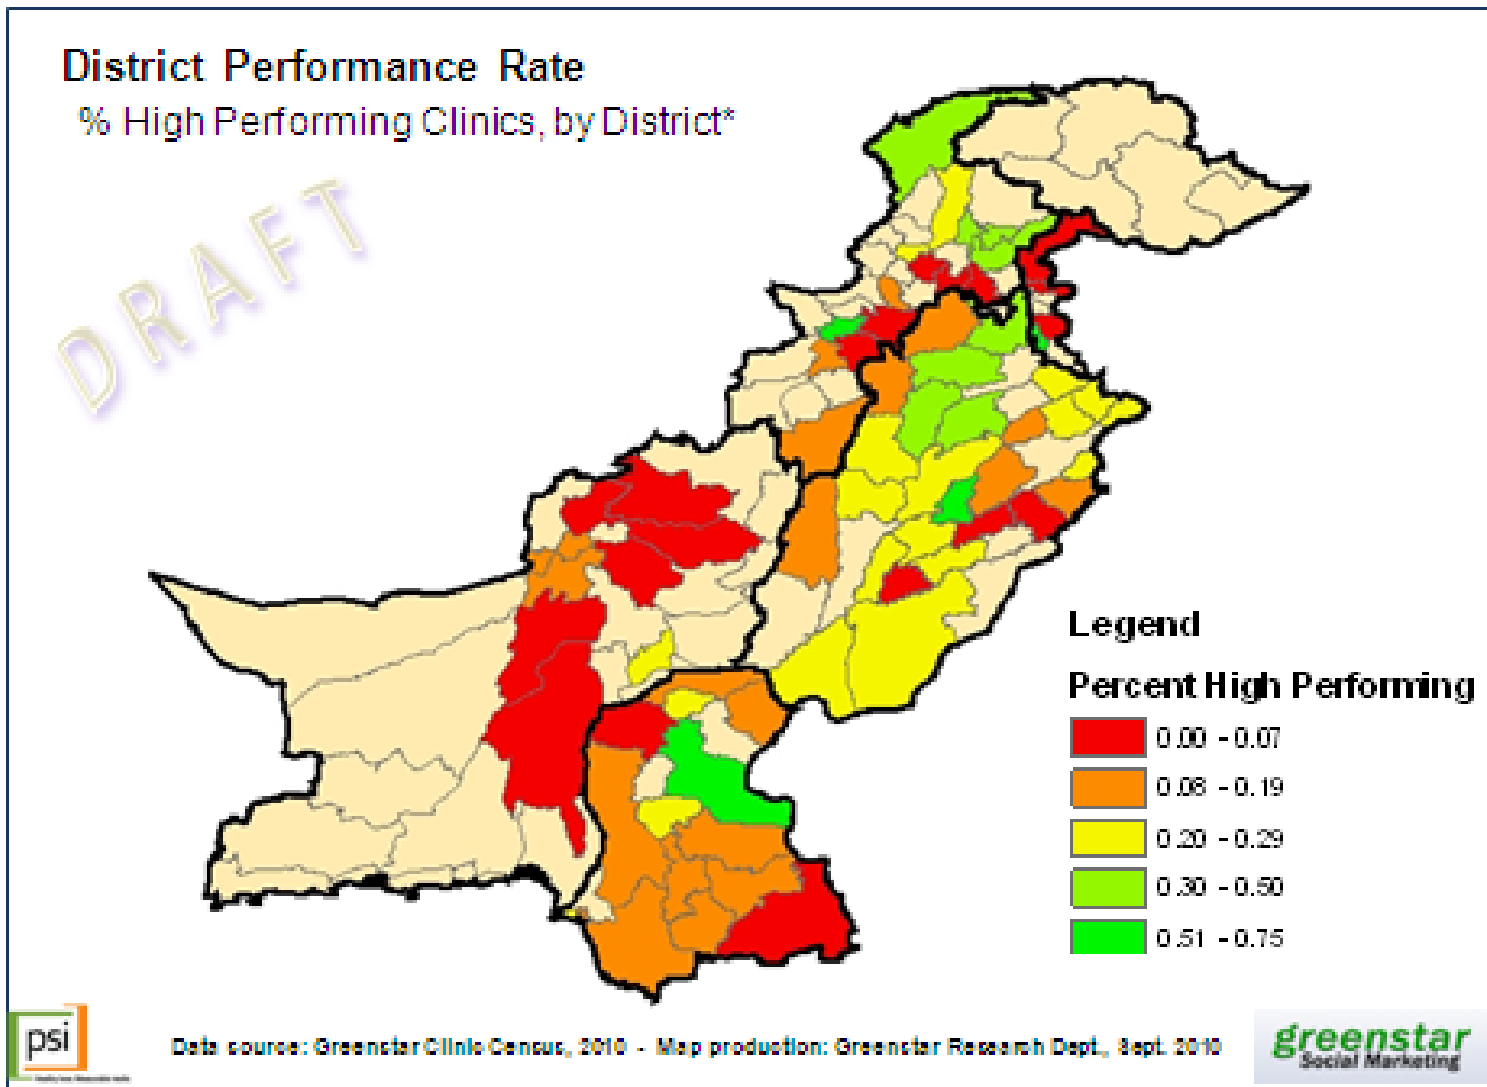 District Performance Rate
% High Performing Clinics, by District*
DRAFT
Legend
Percent High Performing
0.00 - 0.07
0.08 - 0.19
0.20 - 0.29
0.30 - 0.50
0.51 - 0.75
psi
Data source: Greenstar Clinic Census, 2010 - Map production: Greenstar Research Dept., Sept. 2010
greenstar
Social Marketing